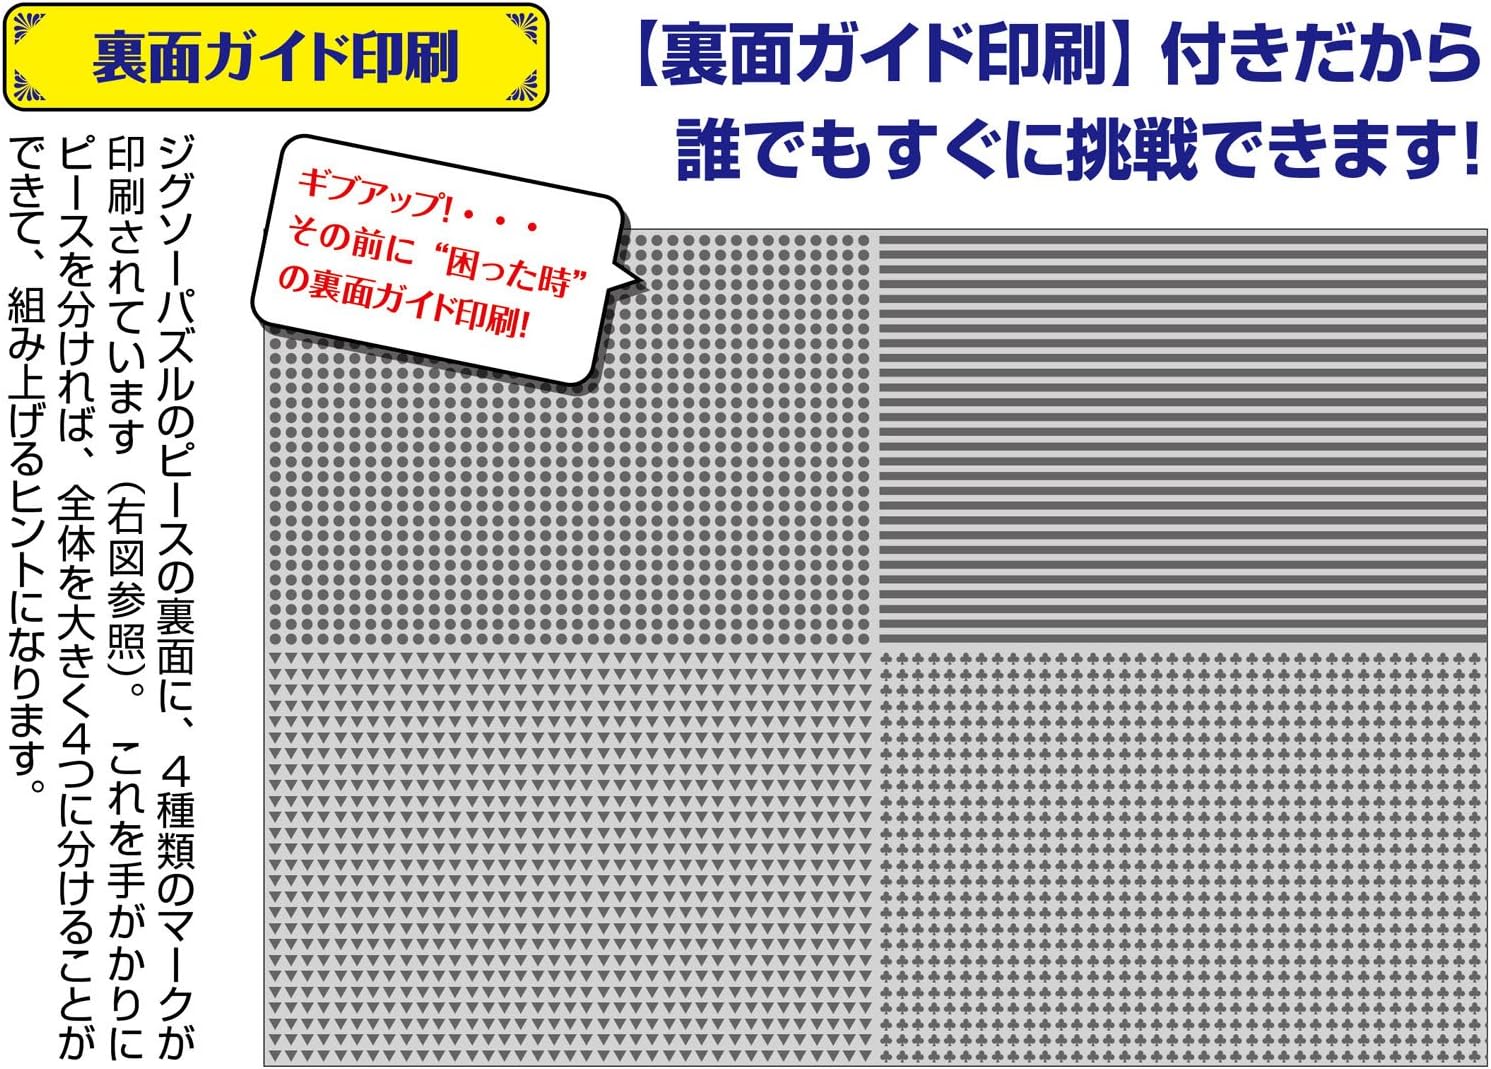 裏面ガイド印刷
【裏面ガイド印刷】付きだから
誰でもすぐに挑戦できます!
ギブアップ!・・・
その前に“困った時”
の裏面ガイド印刷!
ジグソーパズルのピースの裏面に、4種類のマークが
印刷されています（右図参照）。これを手がかりに
ピースを分ければ、全体を大きく4つに分けることが
できて、組み上げるヒントになります。